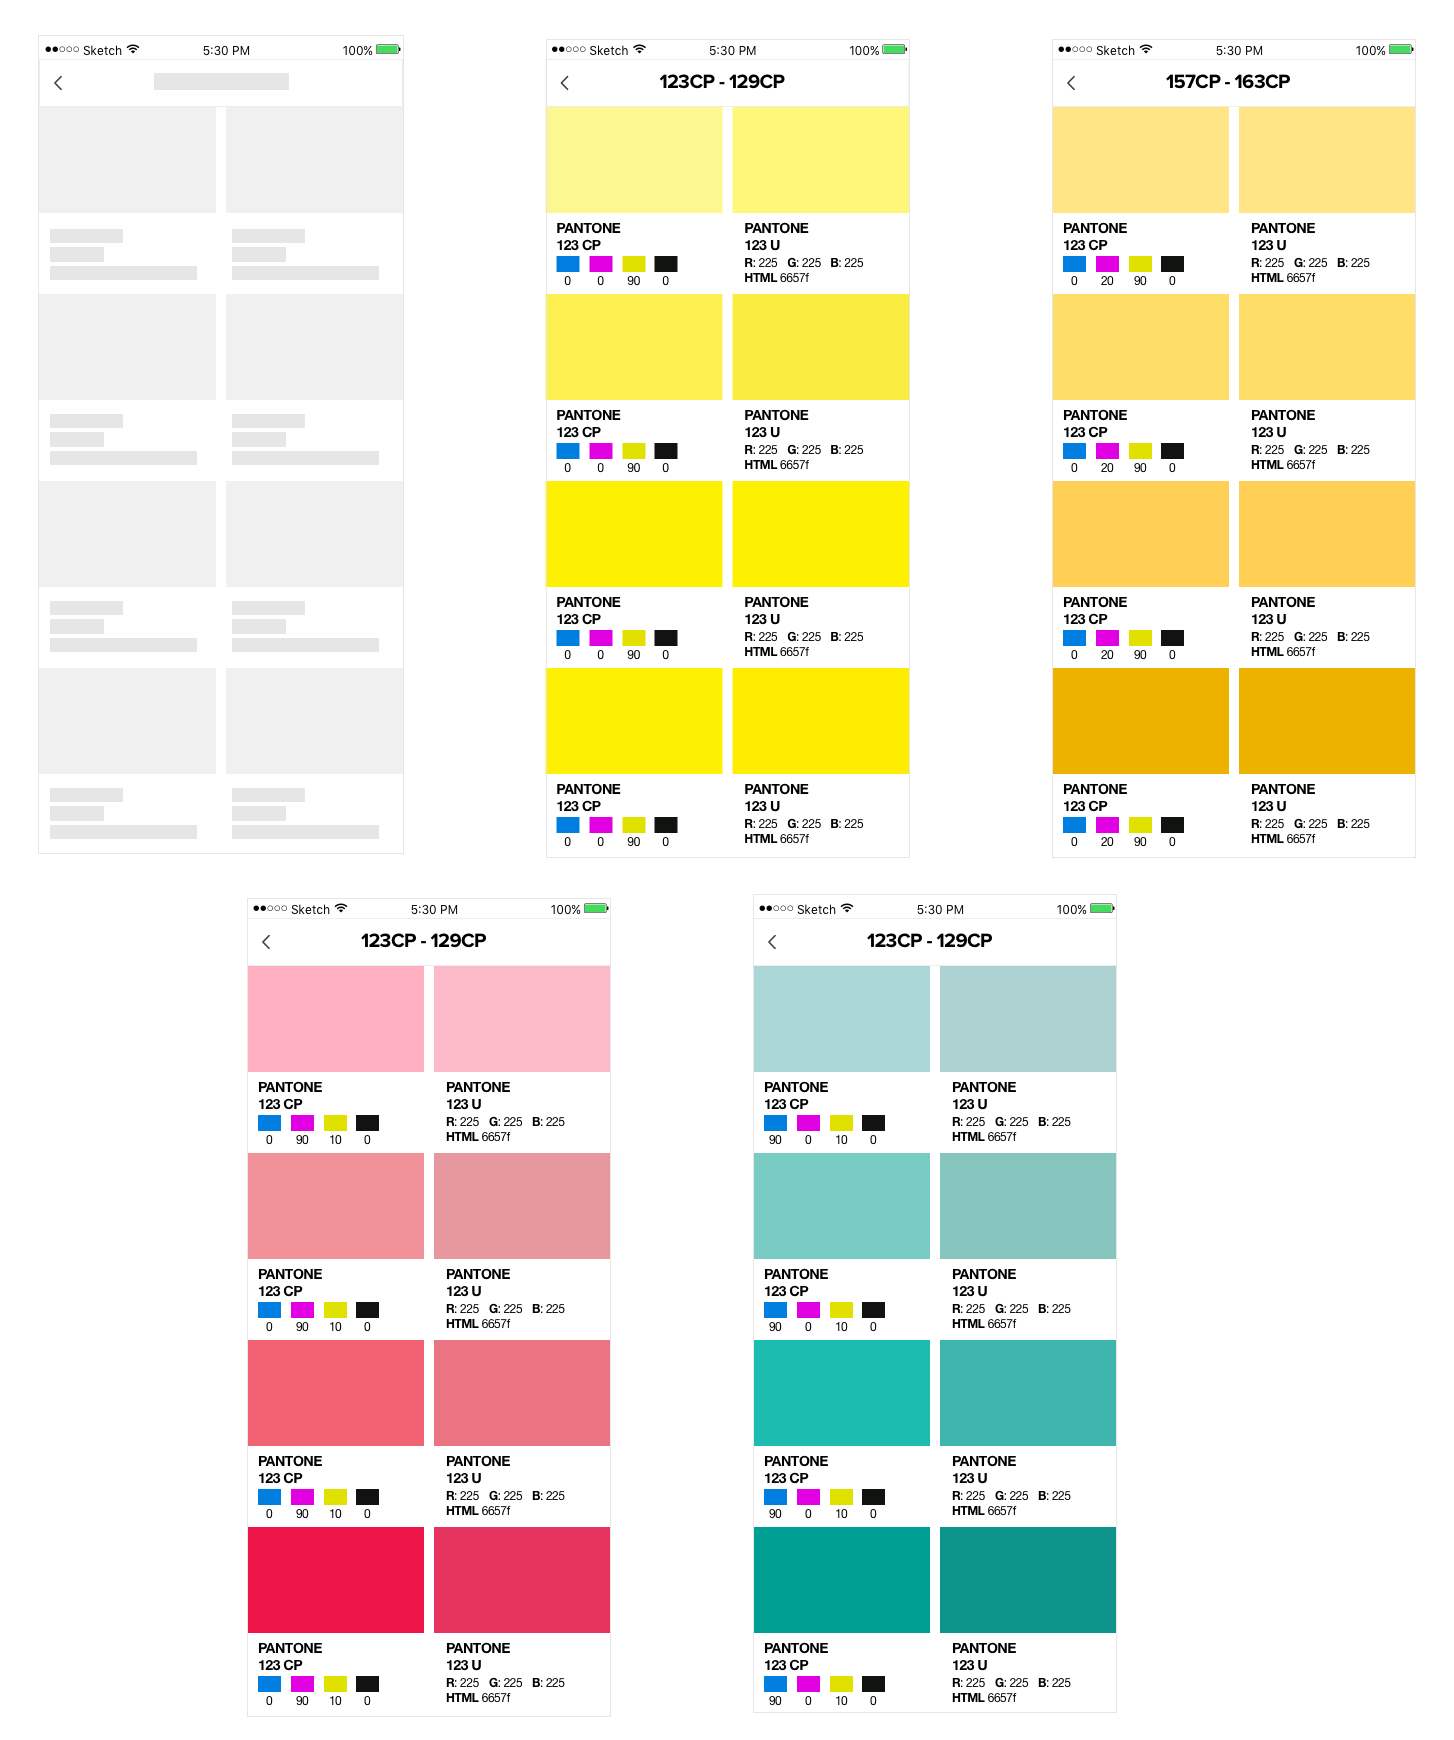 Sketch 5:30 PM 100%
Sketch 5:30 PM 100%
123CP - 129CP
PANTONE
123 CP
0 0 90 0
PANTONE
123 U
R: 225 G: 225 B: 225
HTML 6657f
PANTONE
123 CP
0 0 90 0
PANTONE
123 U
R: 225 G: 225 B: 225
HTML 6657f
PANTONE
123 CP
0 0 90 0
PANTONE
123 U
R: 225 G: 225 B: 225
HTML 6657f
PANTONE
123 CP
0 0 90 0
PANTONE
123 U
R: 225 G: 225 B: 225
HTML 6657f
Sketch 5:30 PM 100%
157CP - 163CP
PANTONE
123 CP
0 20 90 0
PANTONE
123 U
R: 225 G: 225 B: 225
HTML 6657f
PANTONE
123 CP
0 20 90 0
PANTONE
123 U
R: 225 G: 225 B: 225
HTML 6657f
PANTONE
123 CP
0 20 90 0
PANTONE
123 U
R: 225 G: 225 B: 225
HTML 6657f
PANTONE
123 CP
0 20 90 0
PANTONE
123 U
R: 225 G: 225 B: 225
HTML 6657f
Sketch 5:30 PM 100%
123CP - 129CP
PANTONE
123 CP
0 90 10 0
PANTONE
123 U
R: 225 G: 225 B: 225
HTML 6657f
PANTONE
123 CP
0 90 10 0
PANTONE
123 U
R: 225 G: 225 B: 225
HTML 6657f
PANTONE
123 CP
0 90 10 0
PANTONE
123 U
R: 225 G: 225 B: 225
HTML 6657f
PANTONE
123 CP
0 90 10 0
PANTONE
123 U
R: 225 G: 225 B: 225
HTML 6657f
Sketch 5:30 PM 100%
123CP - 129CP
PANTONE
123 CP
90 0 10 0
PANTONE
123 U
R: 225 G: 225 B: 225
HTML 6657f
PANTONE
123 CP
90 0 10 0
PANTONE
123 U
R: 225 G: 225 B: 225
HTML 6657f
PANTONE
123 CP
90 0 10 0
PANTONE
123 U
R: 225 G: 225 B: 225
HTML 6657f
PANTONE
123 CP
90 0 10 0
PANTONE
123 U
R: 225 G: 225 B: 225
HTML 6657f